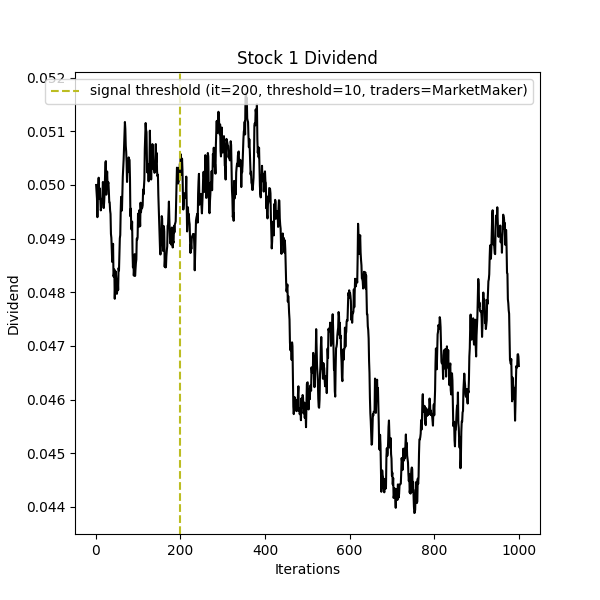 Stock 1 Dividend
signal threshold (it=200, threshold=10, traders=MarketMaker)
0.052
0.051
0.050
0.049
0.048
0.047
0.046
0.045
0.044
Dividend
0 200 400 600 800 1000
Iterations